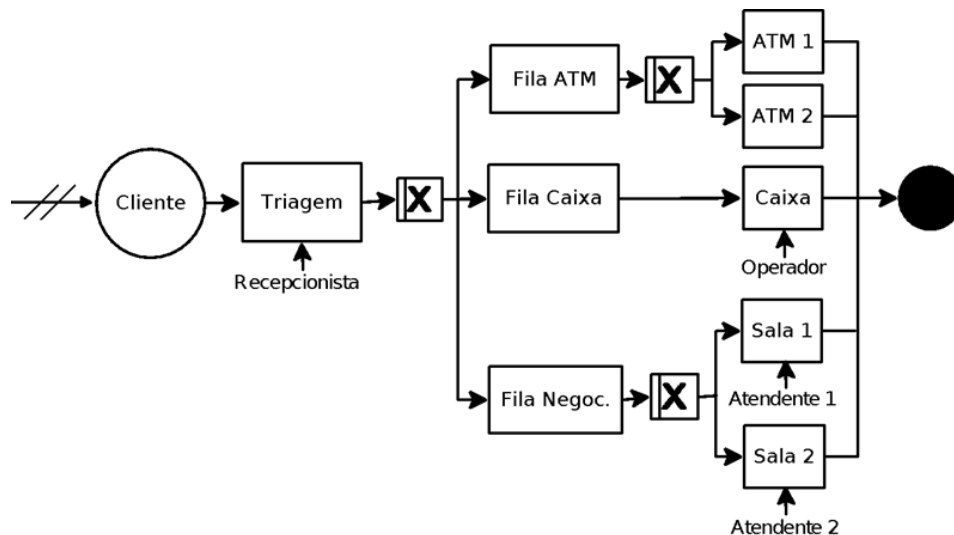 ATM 1
Fila ATM
X
ATM 2
Cliente
Triagem
X
Fila Caixa
Caixa
Recepcionista
Operador
Sala 1
Fila Negoc.
X
Atendente 1
Sala 2
Atendente 2